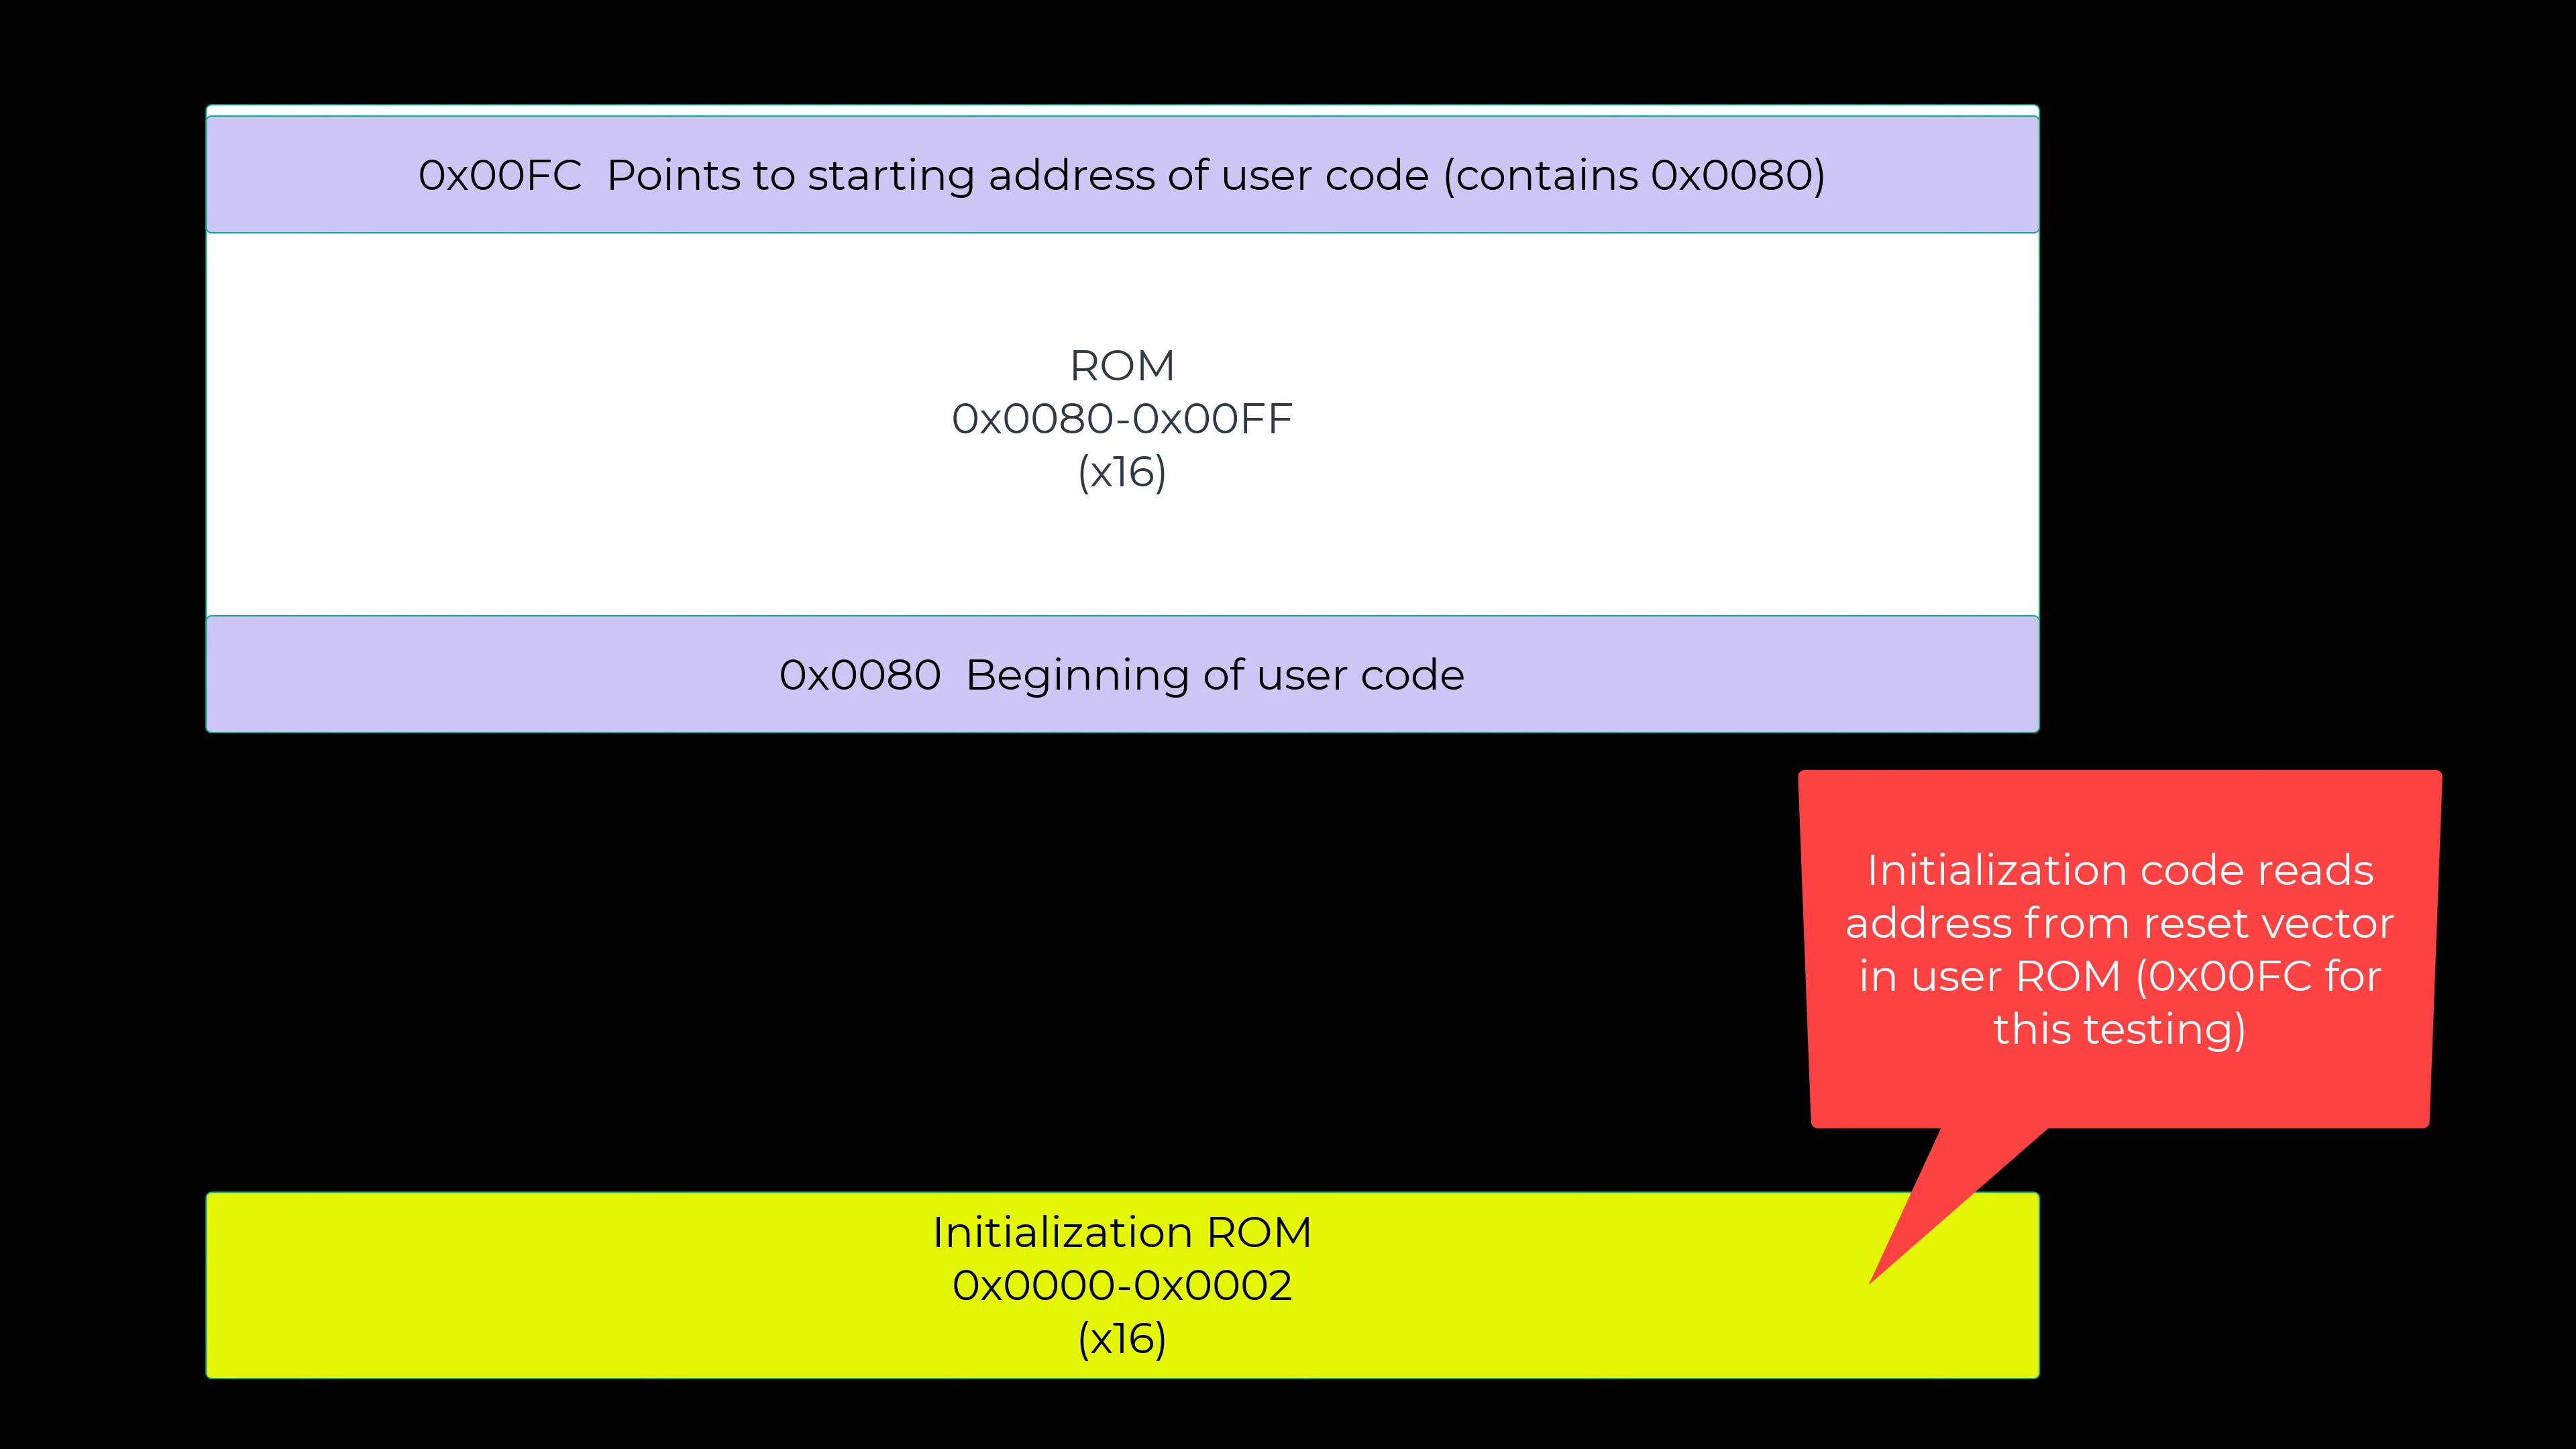 0x00FC  Points to starting address of user code (contains 0x0080)
ROM
0x0080-0x00FF
(x16)
0x0080  Beginning of user code
Initialization code reads
address from reset vector
in user ROM (0x00FC for
this testing)
Initialization ROM
0x0000-0x0002
(x16)